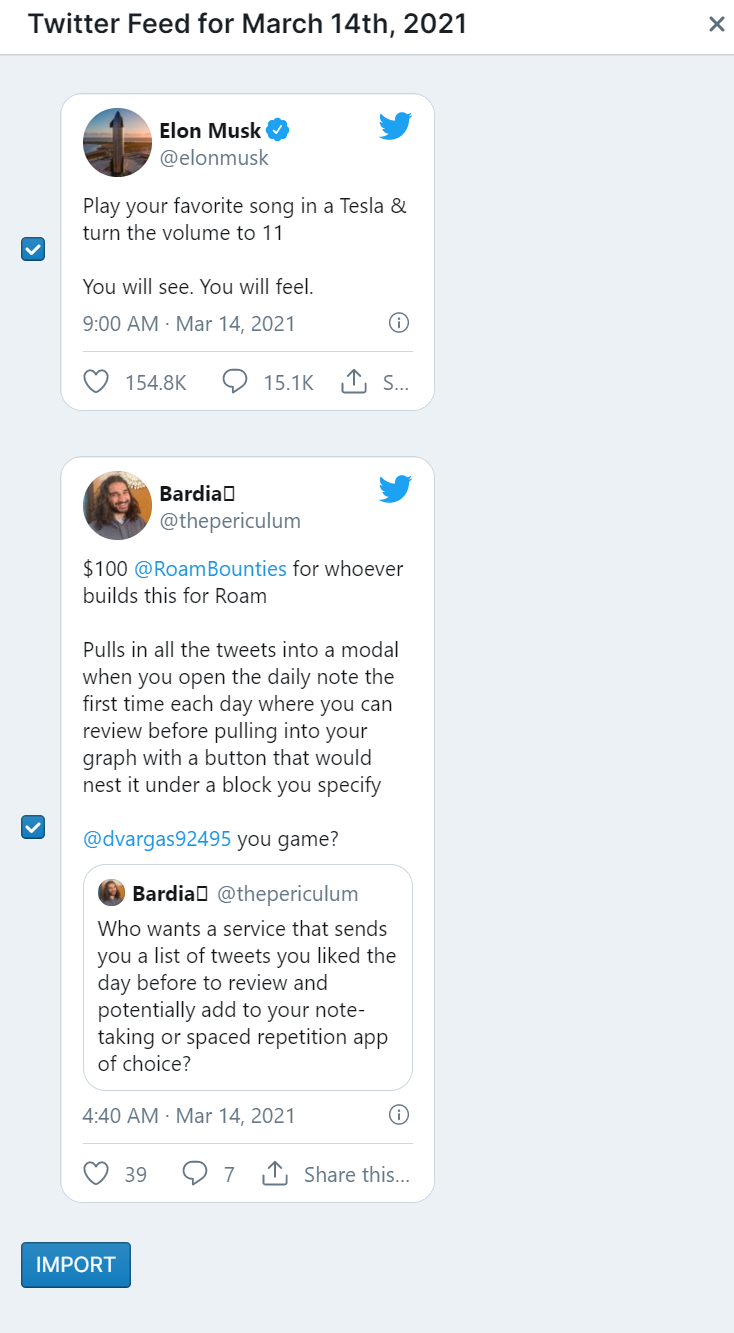 Twitter Feed for March 14th, 2021
Elon Musk
@elonmusk
Play your favorite song in a Tesla &
turn the volume to 11
You will see. You will feel.
9:00 AM · Mar 14, 2021
154.8K 15.1K S...
Bardia
@thepericulum
$100 @RoamBounties for whoever
builds this for Roam
Pulls in all the tweets into a modal
when you open the daily note the
first time each day where you can
review before pulling into your
graph with a button that would
nest it under a block you specify
@dvargas92495 you game?
Bardia @thepericulum
Who wants a service that sends
you a list of tweets you liked the
day before to review and
potentially add to your note-
taking or spaced repetition app
of choice?
4:40 AM · Mar 14, 2021
39 7 Share this...
IMPORT